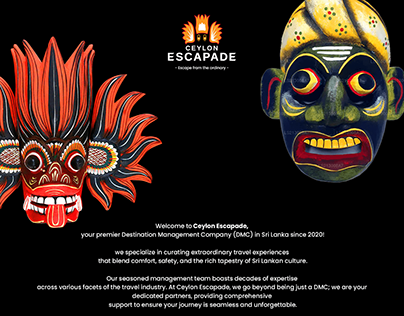 CEYLON
ESCAPADE
- Escape from the ordinary -
Welcome to Ceylon Escapade,
your premier Destination Management Company (DMC) in Sri Lanka since 2020!
we specialize in curating extraordinary travel experiences
that blend comfort, safety, and the rich tapestry of Sri Lankan culture.
Our seasoned management team boasts decades of expertise
across various facets of the travel industry. At Ceylon Escapade, we go beyond being just a DMC; we are your
dedicated partners, providing comprehensive
support to ensure your journey is seamless and unforgettable.